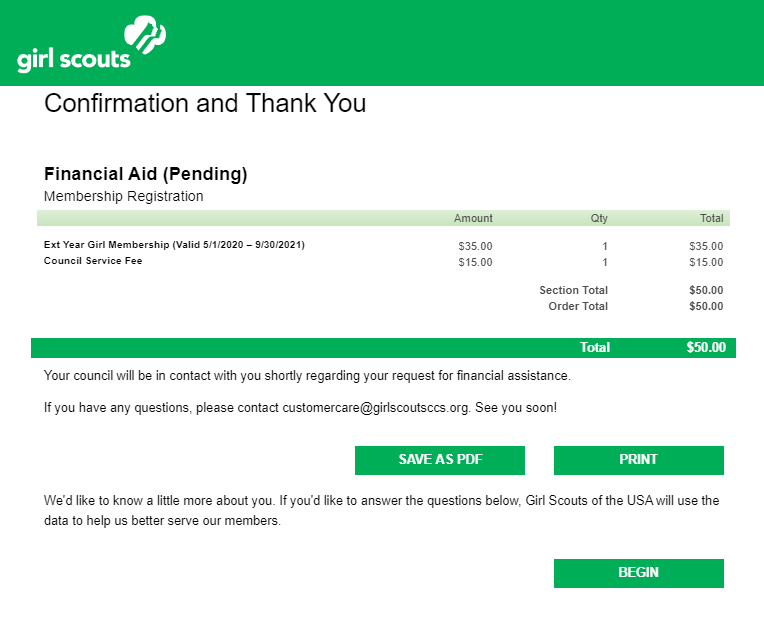 girl scouts
Confirmation and Thank You
Financial Aid (Pending)
Membership Registration
Amount Qty Total
Ext Year Girl Membership (Valid 5/1/2020 – 9/30/2021) $35.00 1 $35.00
Council Service Fee $15.00 1 $15.00
Section Total $50.00
Order Total $50.00
Total $50.00
Your council will be in contact with you shortly regarding your request for financial assistance.
If you have any questions, please contact customercare@girlscoutsccs.org. See you soon!
SAVE AS PDF PRINT
We'd like to know a little more about you. If you'd like to answer the questions below, Girl Scouts of the USA will use the
data to help us better serve our members.
BEGIN